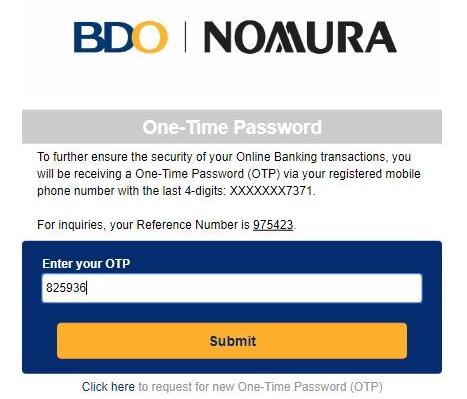 BDO | NOMURA
One-Time Password
To further ensure the security of your Online Banking transactions, you
will be receiving a One-Time Password (OTP) via your registered mobile
phone number with the last 4-digits: XXXXXXX7371.
For inquiries, your Reference Number is 975423.
Enter your OTP
825936
Submit
Click here to request for new One-Time Password (OTP)